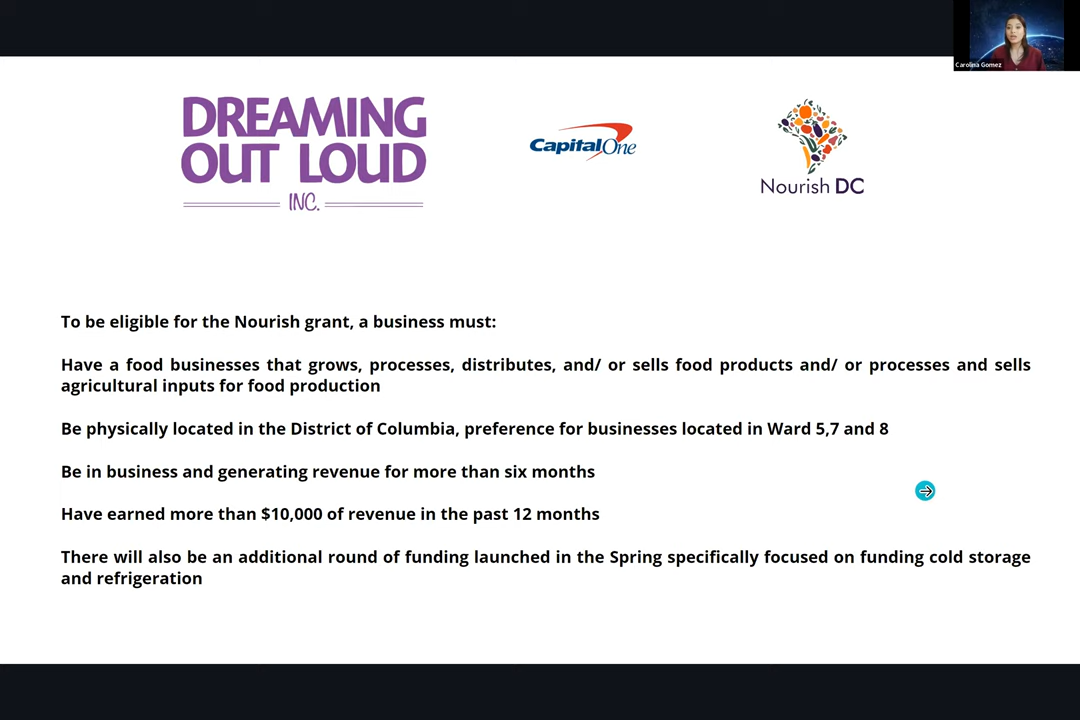 Carolina Gomez
DREAMING
OUT LOUD
INC.
CapitalOne
Nourish DC
To be eligible for the Nourish grant, a business must:
Have a food businesses that grows, processes, distributes, and/ or sells food products and/ or processes and sells
agricultural inputs for food production
Be physically located in the District of Columbia, preference for businesses located in Ward 5,7 and 8
Be in business and generating revenue for more than six months
Have earned more than $10,000 of revenue in the past 12 months
There will also be an additional round of funding launched in the Spring specifically focused on funding cold storage
and refrigeration